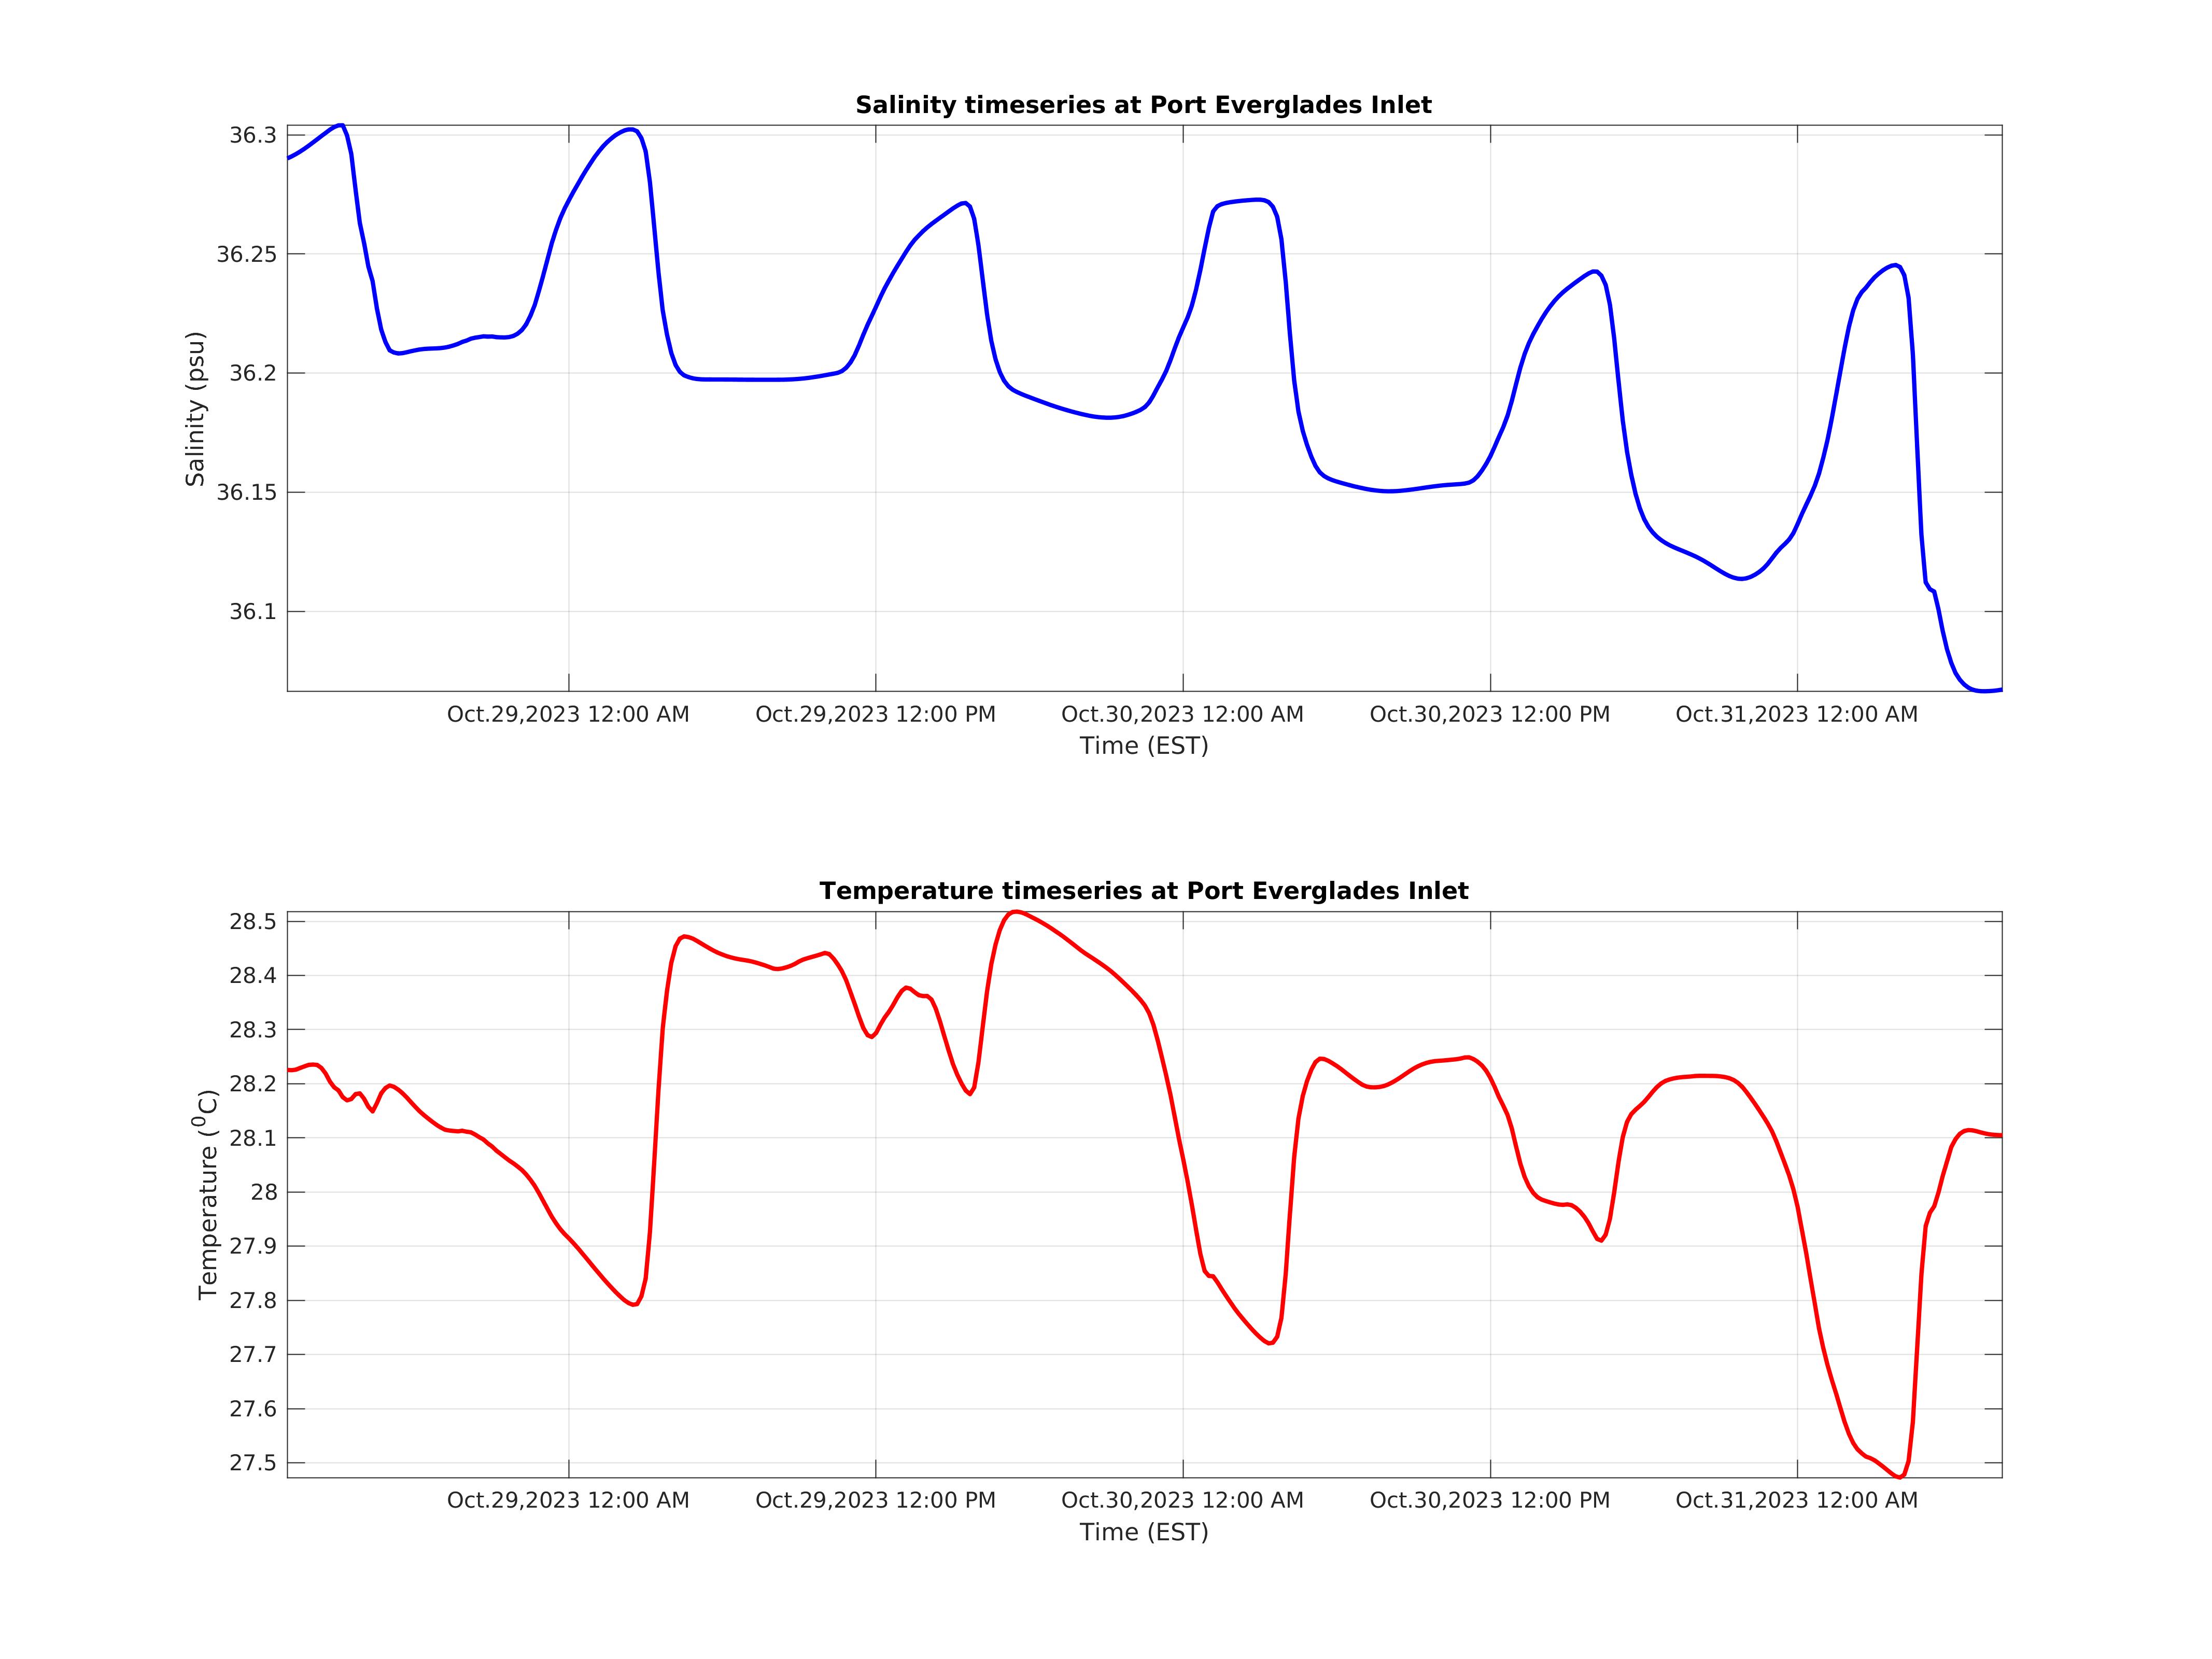 Salinity timeseries at Port Everglades Inlet
36.3
36.25
36.2
36.15
36.1
Salinity (psu)
Oct.29,2023 12:00 AM Oct.29,2023 12:00 PM Oct.30,2023 12:00 AM Oct.30,2023 12:00 PM Oct.31,2023 12:00 AM
Time (EST)
Temperature timeseries at Port Everglades Inlet
28.5
28.4
28.3
28.2
28.1
28
27.9
27.8
27.7
27.6
27.5
Temperature (⁰C)
Oct.29,2023 12:00 AM Oct.29,2023 12:00 PM Oct.30,2023 12:00 AM Oct.30,2023 12:00 PM Oct.31,2023 12:00 AM
Time (EST)